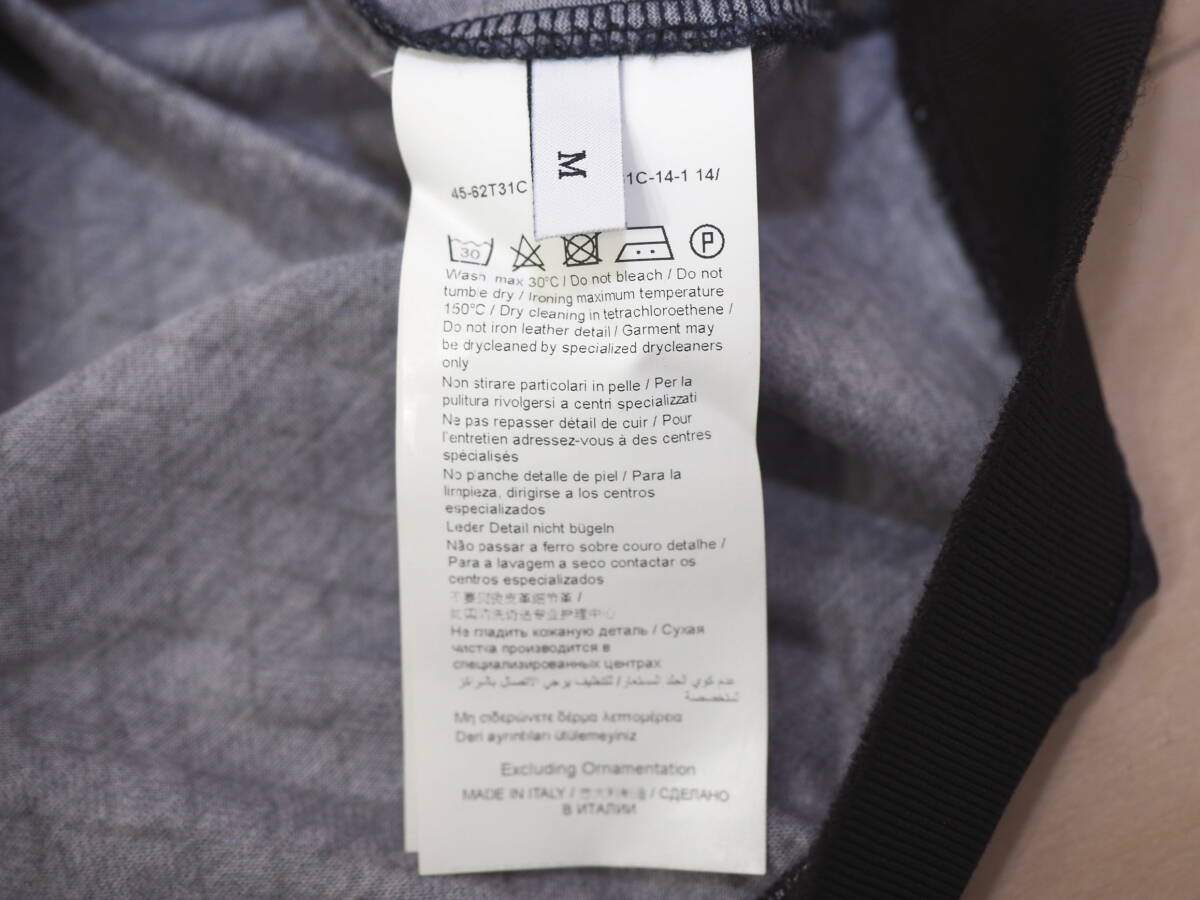 M
45-62T31C 1C-14-1 14/
30 P
Wash max 30°C / Do not bleach / Do not
tumble dry / Ironing maximum temperature
150°C / Dry cleaning in tetrachloroethene /
Do not iron leather detail / Garment may
be drycleaned by specialized drycleaners
only
Non stirare particolari in pelle / Per la
pulitura rivolgersi a centri specializzati
Ne pas repasser détail de cuir / Pour
l'entretien adressez-vous à des centres
spécialisés
No planche detalle de piel / Para la
limpieza, dirigirse a los centros
especializados
Leder Detail nicht bügeln
Não passar a ferro sobre couro detalhe /
Para a lavagem a seco contactar os
centros especializados
Не гладить кожаную деталь / Сухая
чистка производится в
специализированных центрах
Μη σιδερώνετε δέρμα λεπτομέρεια
Deri ayrıntıları ütülemeyiniz
Excluding Ornamentation
MADE IN ITALY / / СДЕЛАНО
В ИТАЛИИ